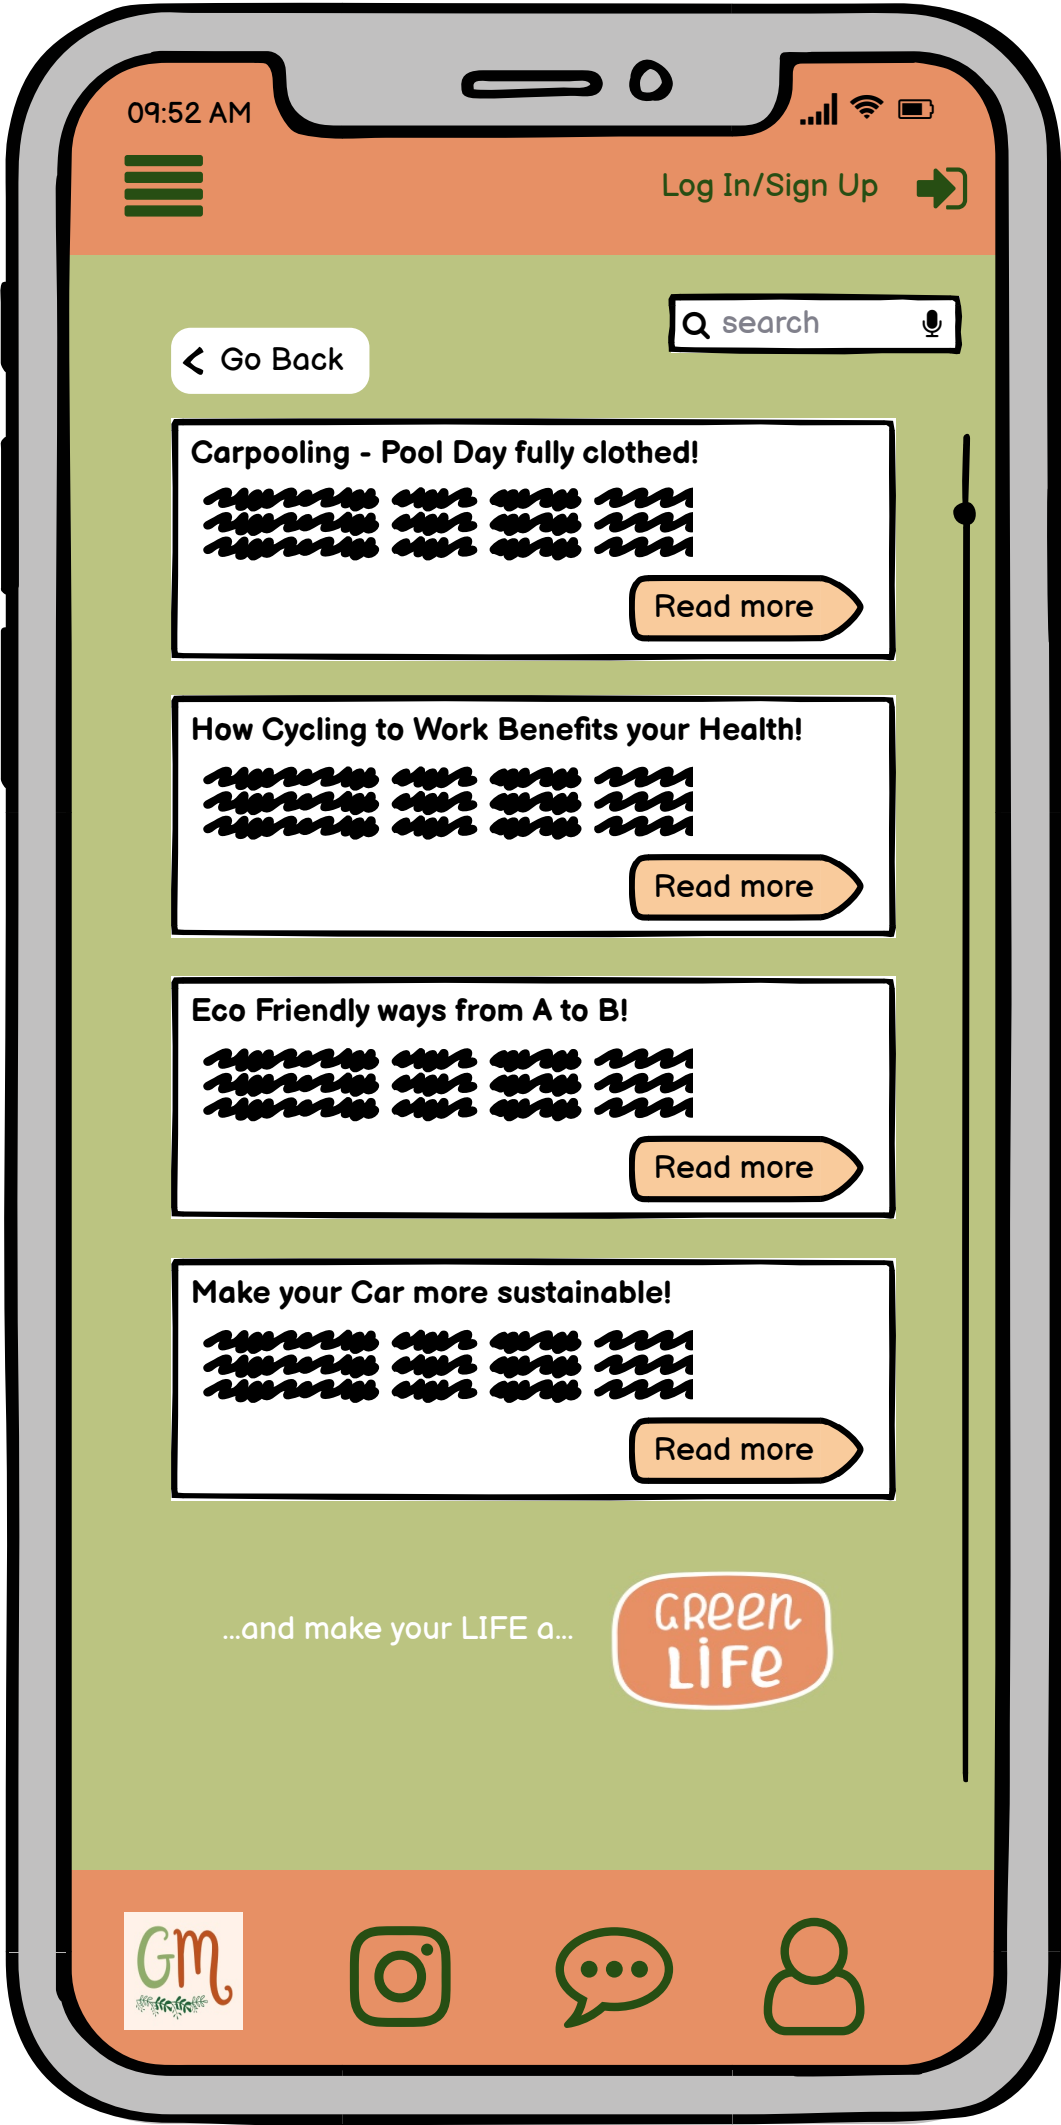 09:52 AM
Log In/Sign Up
search
Go Back
Carpooling - Pool Day fully clothed!
Read more
How Cycling to Work Benefits your Health!
Read more
Eco Friendly ways from A to B!
Read more
Make your Car more sustainable!
Read more
...and make your LIFE a...
GReen
LiFe
GM